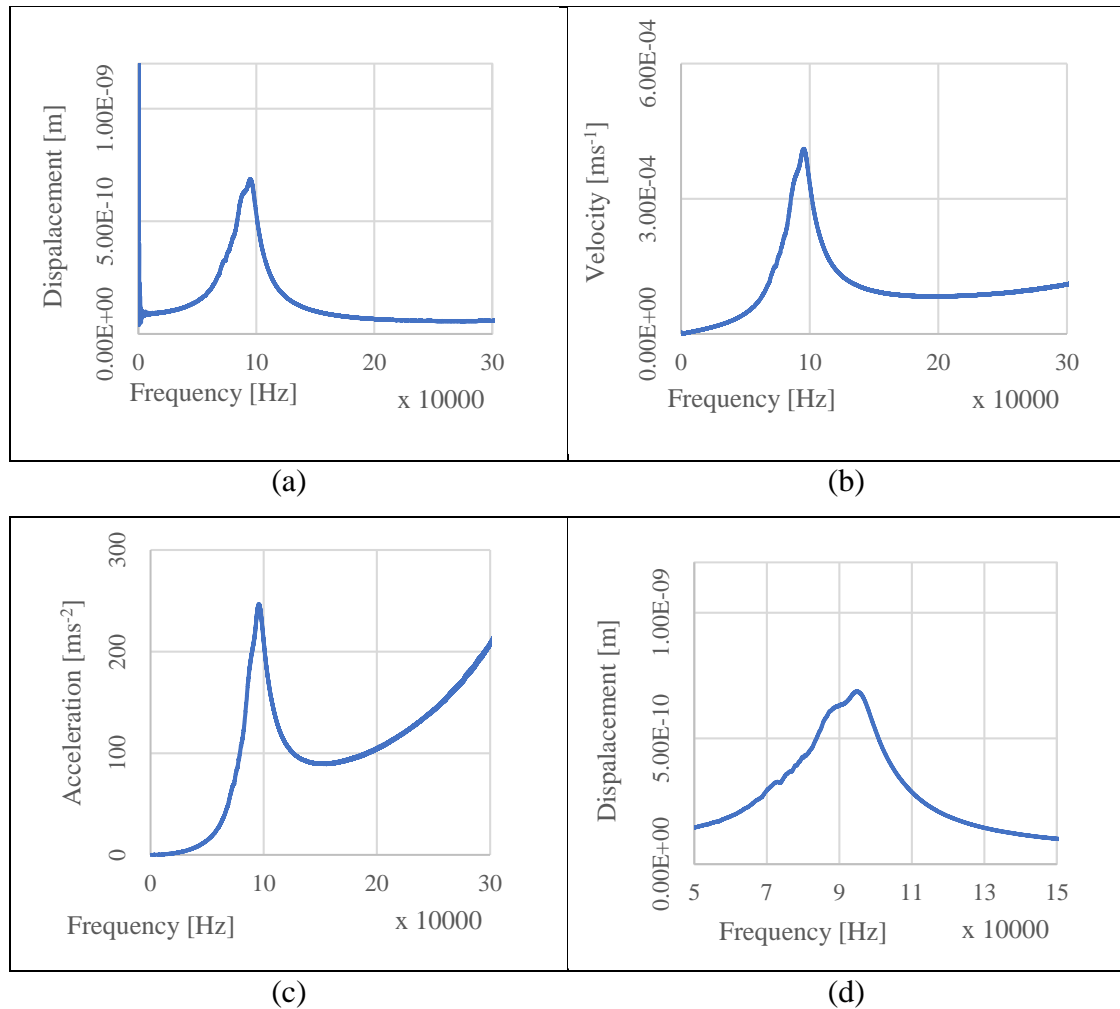 Dispalacement [m]
1.00E-09
5.00E-10
0.00E+00
0 10 20 30
Frequency [Hz]
x 10000
(a)
Velocity [ms-1]
6.00E-04
3.00E-04
0.00E+00
0 10 20 30
Frequency [Hz]
x 10000
(b)
Acceleration [ms-2]
300
200
100
0
0 10 20 30
Frequency [Hz]
x 10000
(c)
Dispalacement [m]
1.00E-09
5.00E-10
0.00E+00
5 7 9 11 13 15
Frequency [Hz]
x 10000
(d)